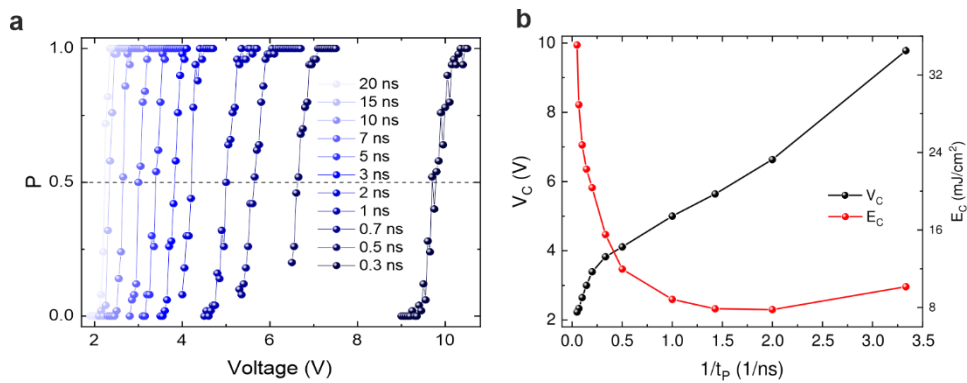 a
1.0
0.5
0.0
P
2
4
6
8
10
Voltage (V)
20 ns
15 ns
10 ns
7 ns
5 ns
3 ns
2 ns
1 ns
0.7 ns
0.5 ns
0.3 ns
b
10
8
6
4
2
V_C (V)
0.0
0.5
1.0
1.5
2.0
2.5
3.0
3.5
1/t_P (1/ns)
V_C
E_C
32
24
16
8
E_C (mJ/cm²)